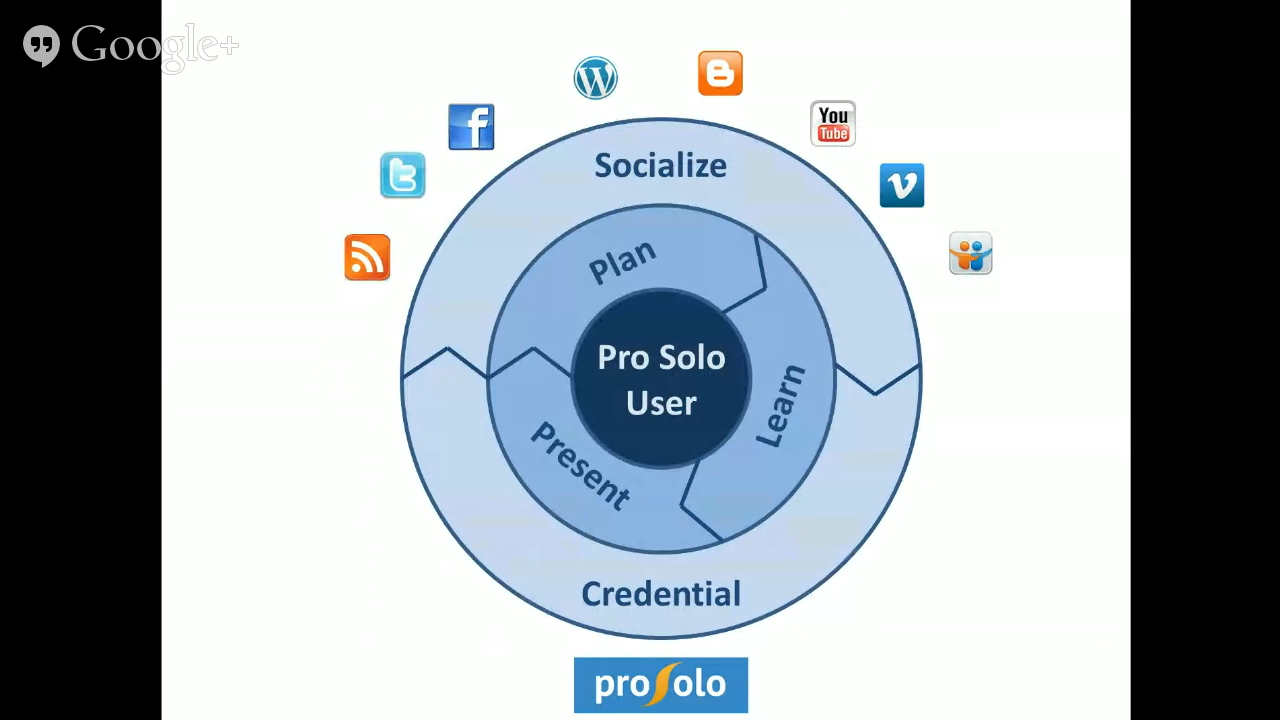 Google+
You
Tube
Socialize
Plan
Pro Solo
User
Learn
Present
Credential
prosolo